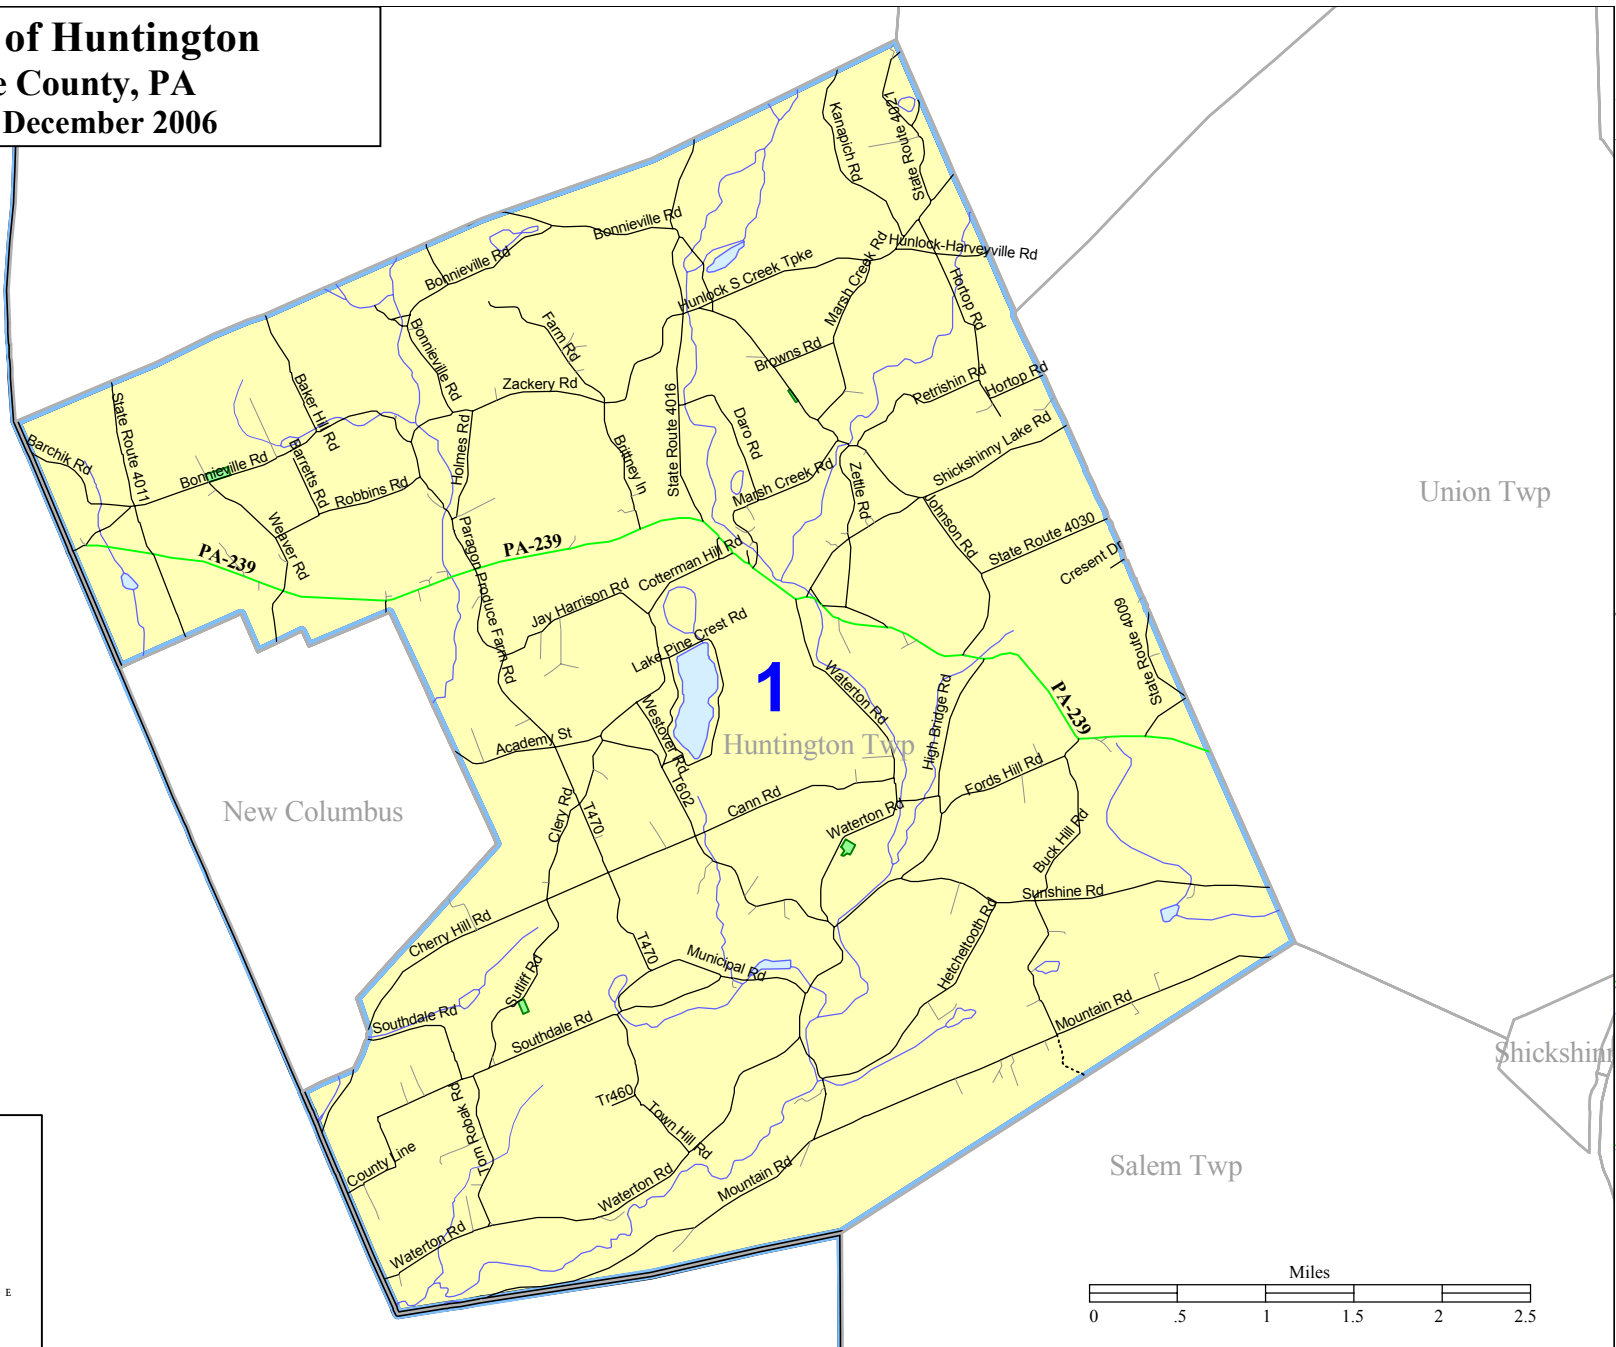 of Huntington
e County, PA
December 2006
Kanapich Rd
State Route 4021
Bonnieville Rd
Hunlock-Harveyville Rd
Bonnieville Rd
Marsh Creek Rd
Hunlock S Creek Tpke
Hortop Rd
Farm Rd
Bonnieville Rd
Browns Rd
Zackery Rd
Petrishin Rd
Hortop Rd
Baker Hill Rd
State Route 4011
State Route 4016
Daro Rd
Shickshinny Lake Rd
Barchik Rd
Bonnieville Rd
Barretts Rd
Holmes Rd
Brittney ln
Robbins Rd
Marsh Creek Rd
Zettle Rd
Union Twp
Johnson Rd
State Route 4030
Weaver Rd
PA-239
PA-239
Paragon Produce Farm Rd
Cotterman Hill Rd
Cresent Dr
Jay Harrison Rd
State Route 4009
Lake Pine Crest Rd
1
Waterton Rd
High Bridge Rd
PA-239
Westover Rd
Academy St
Huntington Twp
T602
Fords Hill Rd
New Columbus
Clery Rd
T470
Cann Rd
Waterton Rd
Buck Hill Rd
Sunshine Rd
Cherry Hill Rd
T470
Municipal Rd
Hetcheltooth Rd
Sutliff Rd
Southdale Rd
Southdale Rd
Mountain Rd
Shickshinn
Tom Robak Rd
Tr460
Town Hill Rd
County Line
Waterton Rd
Mountain Rd
Salem Twp
Waterton Rd
Miles
0 .5 1 1.5 2 2.5
E